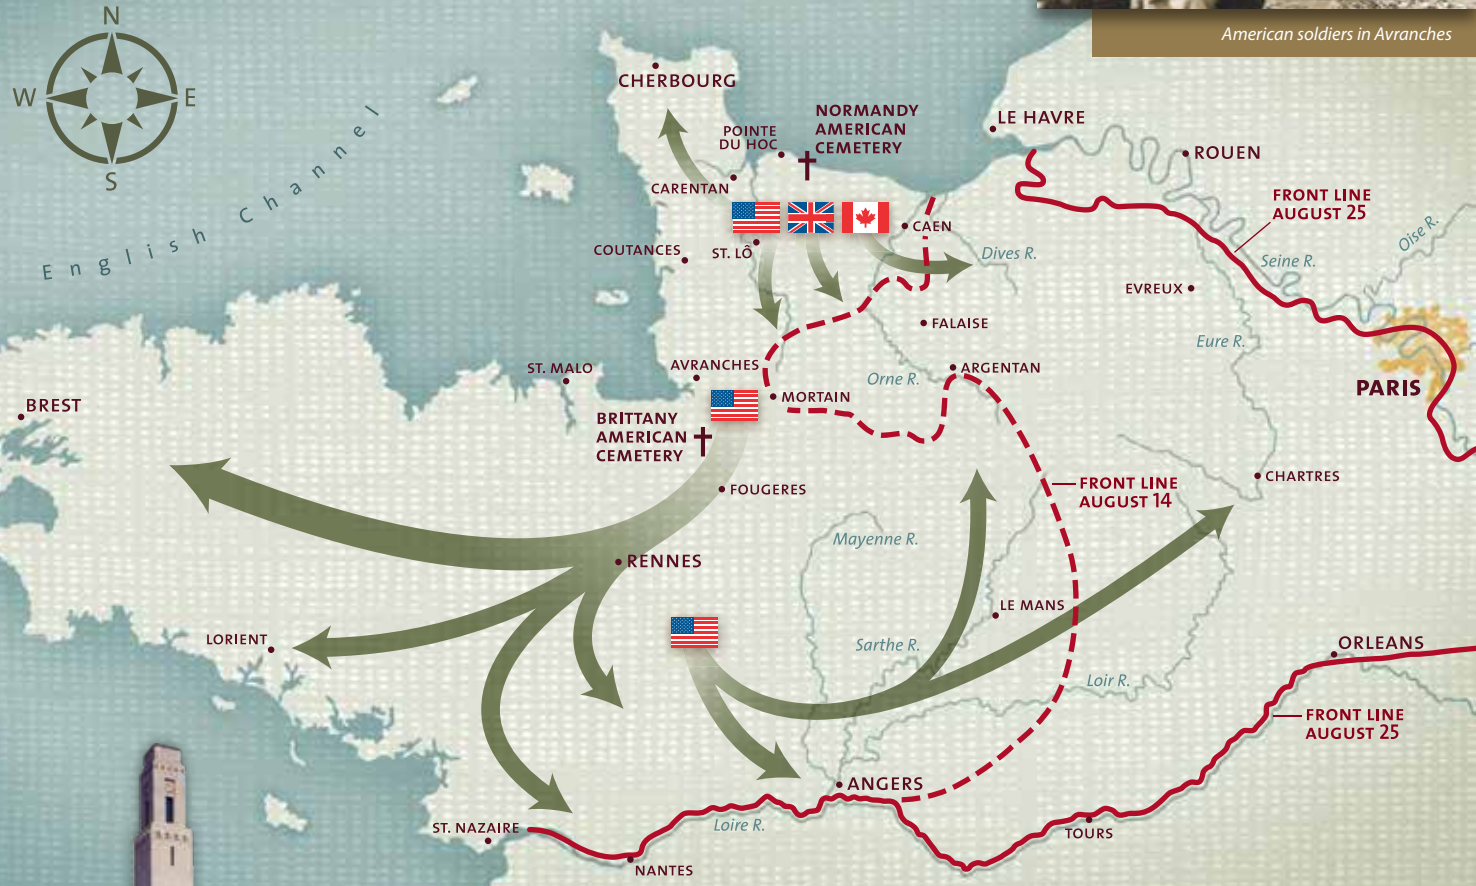 American soldiers in Avranches
N
W
E
S
English Channel
CHERBOURG
POINTE
DU HOC
NORMANDY
AMERICAN
CEMETERY
LE HAVRE
ROUEN
CARENTAN
FRONT LINE
AUGUST 25
CAEN
COUTANCES
ST. LÔ
Dives R.
Seine R.
Oise R.
EVREUX
FALAISE
Eure R.
ST. MALO
AVRANCHES
Orne R.
ARGENTAN
PARIS
BREST
MORTAIN
BRITTANY
AMERICAN
CEMETERY
FOUGERES
FRONT LINE
AUGUST 14
CHARTRES
Mayenne R.
RENNES
LE MANS
LORIENT
Sarthe R.
ORLEANS
Loir R.
FRONT LINE
AUGUST 25
ANGERS
ST. NAZAIRE
Loire R.
TOURS
NANTES